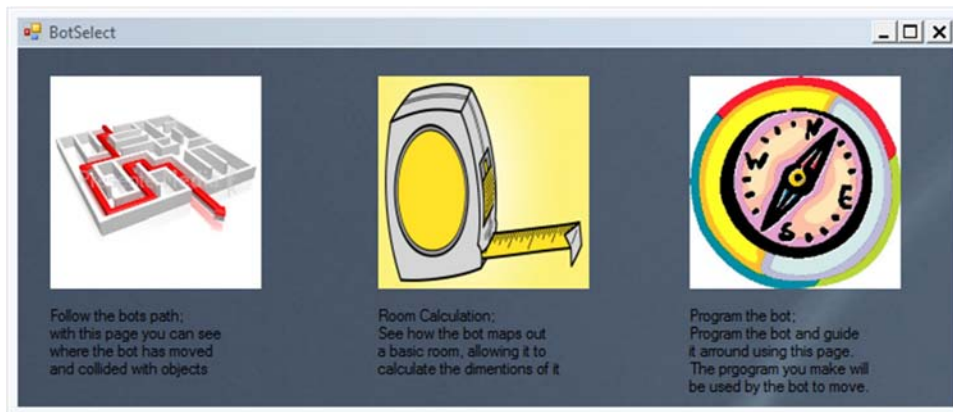 BotSelect
Follow the bots path;
with this page you can see
where the bot has moved
and collided with objects
Room Calculation;
See how the bot maps out
a basic room, allowing it to
calculate the dimentions of it
N
W
E
S
Program the bot;
Program the bot and guide
it arround using this page.
The prgogram you make will
be used by the bot to move.